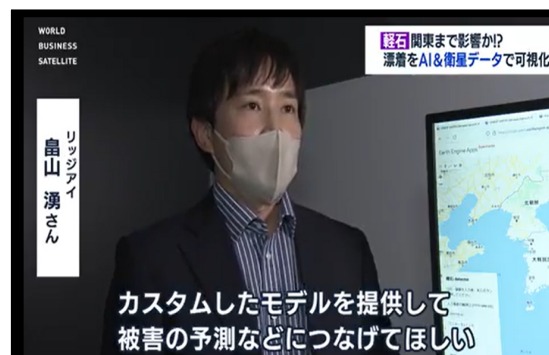 WORLD
BUSINESS
SATELLITE
軽石 関東まで影響か!?
漂着をAI&衛星データで可視化
リッジアイ
畠山 湧さん
Earth Engine Apps
カスタムしたモデルを提供して
被害の予測などにつなげてほしい